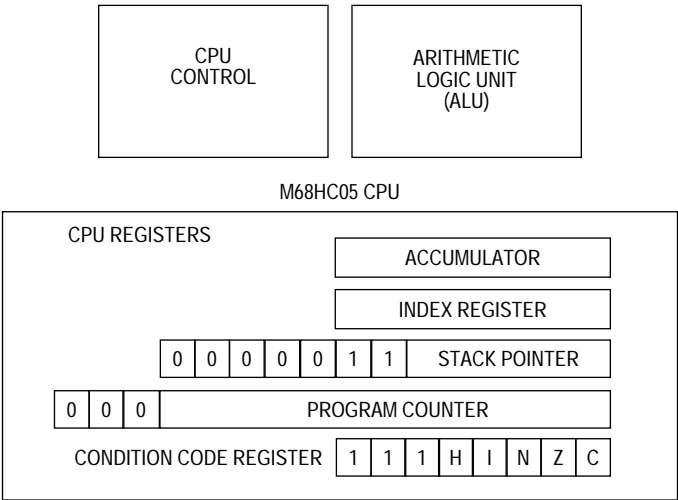 CPU
CONTROL
ARITHMETIC
LOGIC UNIT
(ALU)
M68HC05 CPU
CPU REGISTERS
ACCUMULATOR
INDEX REGISTER
0 0 0 0 0 1 1 STACK POINTER
0 0 0 PROGRAM COUNTER
CONDITION CODE REGISTER 1 1 1 H I N Z C